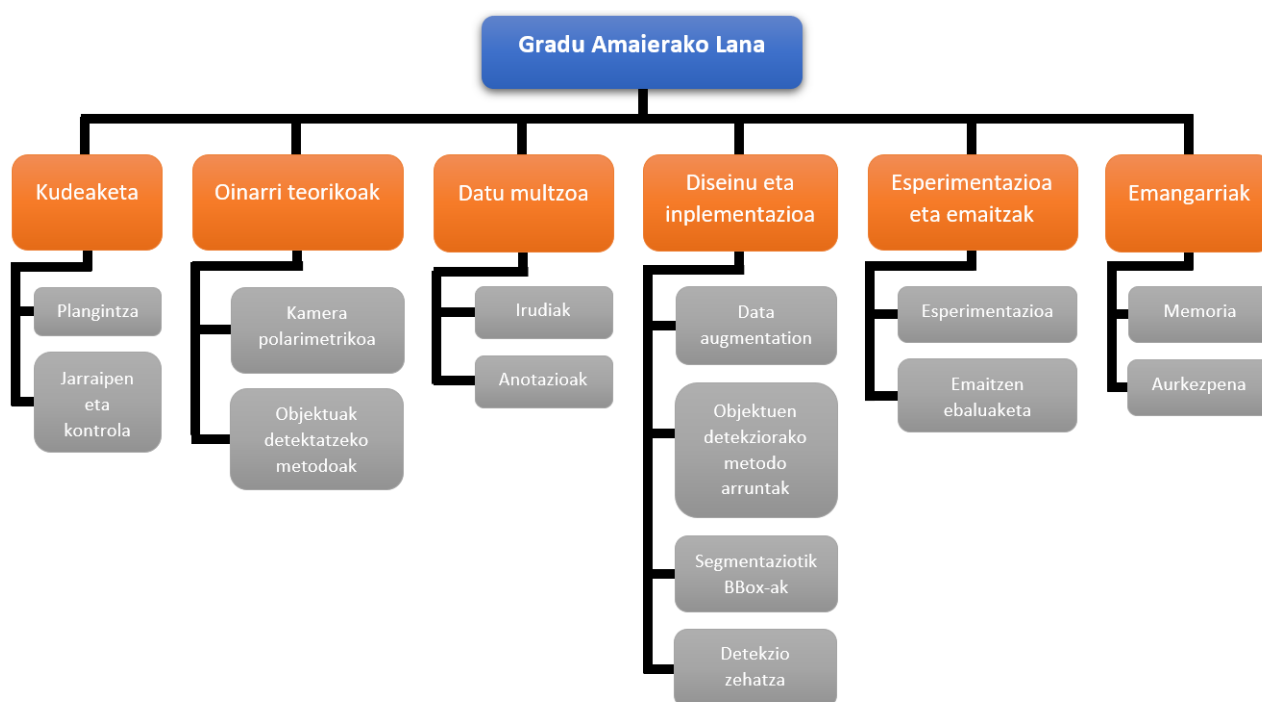 Gradu Amaierako Lana
Kudeaketa
Plangintza
Jarraipen
eta
kontrola
Oinarri teorikoak
Kamera
polarimetrikoa
Objektuak
detektatzeko
metodoak
Datu multzoa
Irudiak
Anotazioak
Diseinu eta
inplementazioa
Data
augmentation
Objektuen
detekziorako
metodo
arruntak
Segmentaziotik
BBox-ak
Detekzio
zehatza
Esperimentazioa
eta emaitzak
Esperimentazioa
Emaitzen
ebaluaketa
Emangarriak
Memoria
Aurkezpena